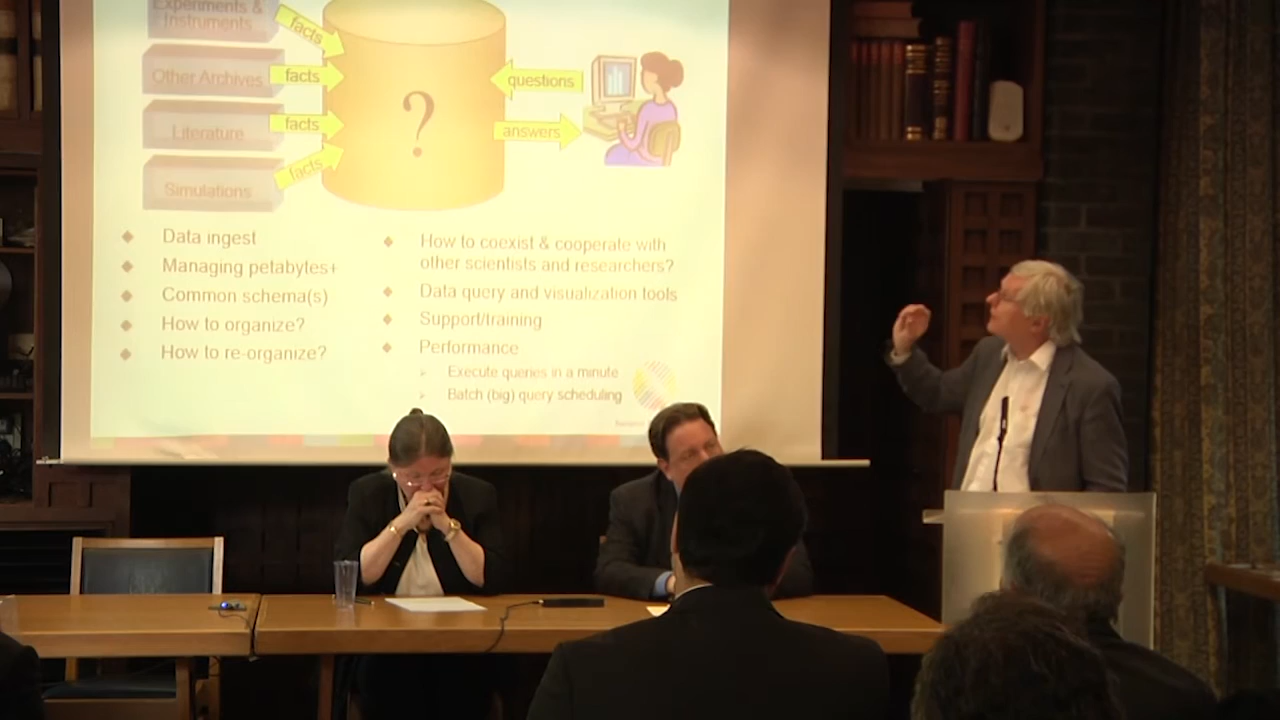 Experiments &
Instruments
facts
Other Archives
facts
questions
?
Literature
facts
answers
Simulations
facts
Data ingest
Managing petabytes+
Common schema(s)
How to organize?
How to re-organize?
How to coexist & cooperate with
other scientists and researchers?
Data query and visualization tools
Support/training
Performance
Execute queries in a minute
Batch (big) query scheduling